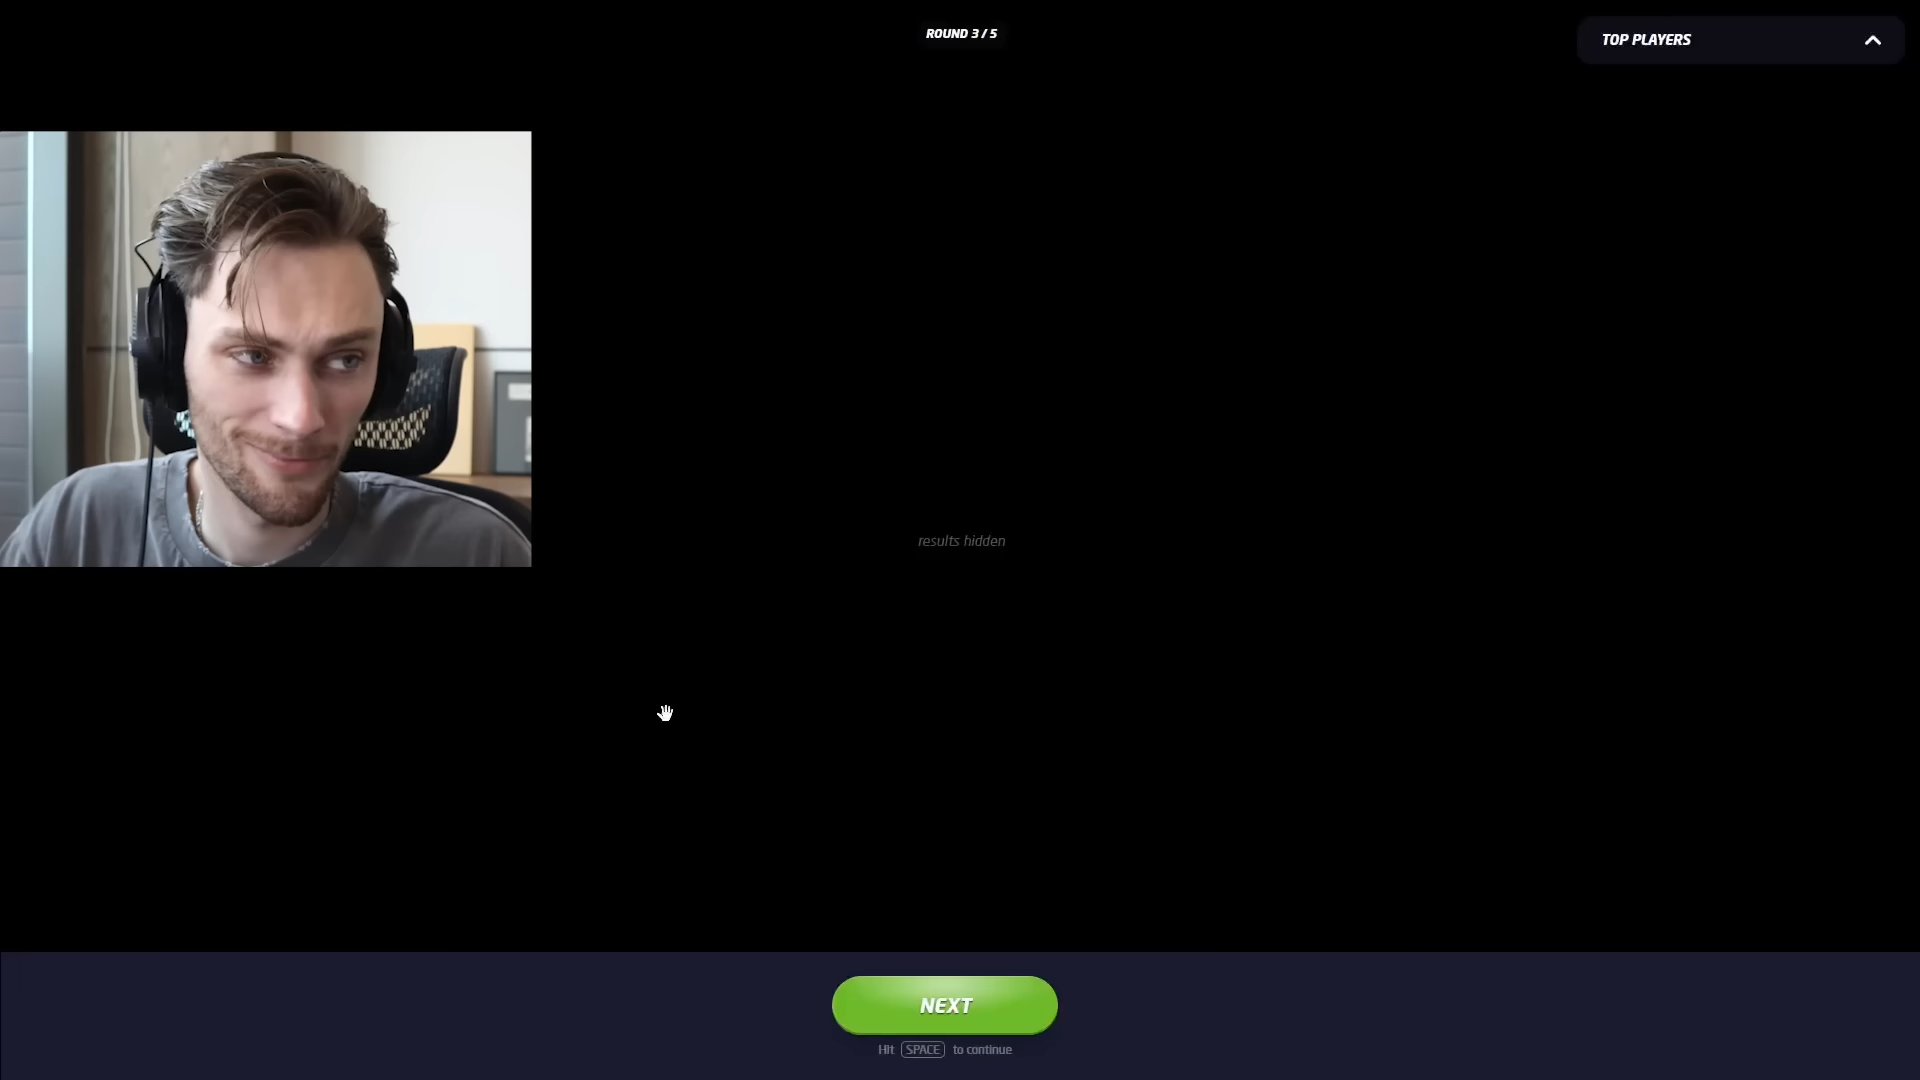 ROUND 3 / 5
TOP PLAYERS
results hidden
NEXT
Hit SPACE to continue